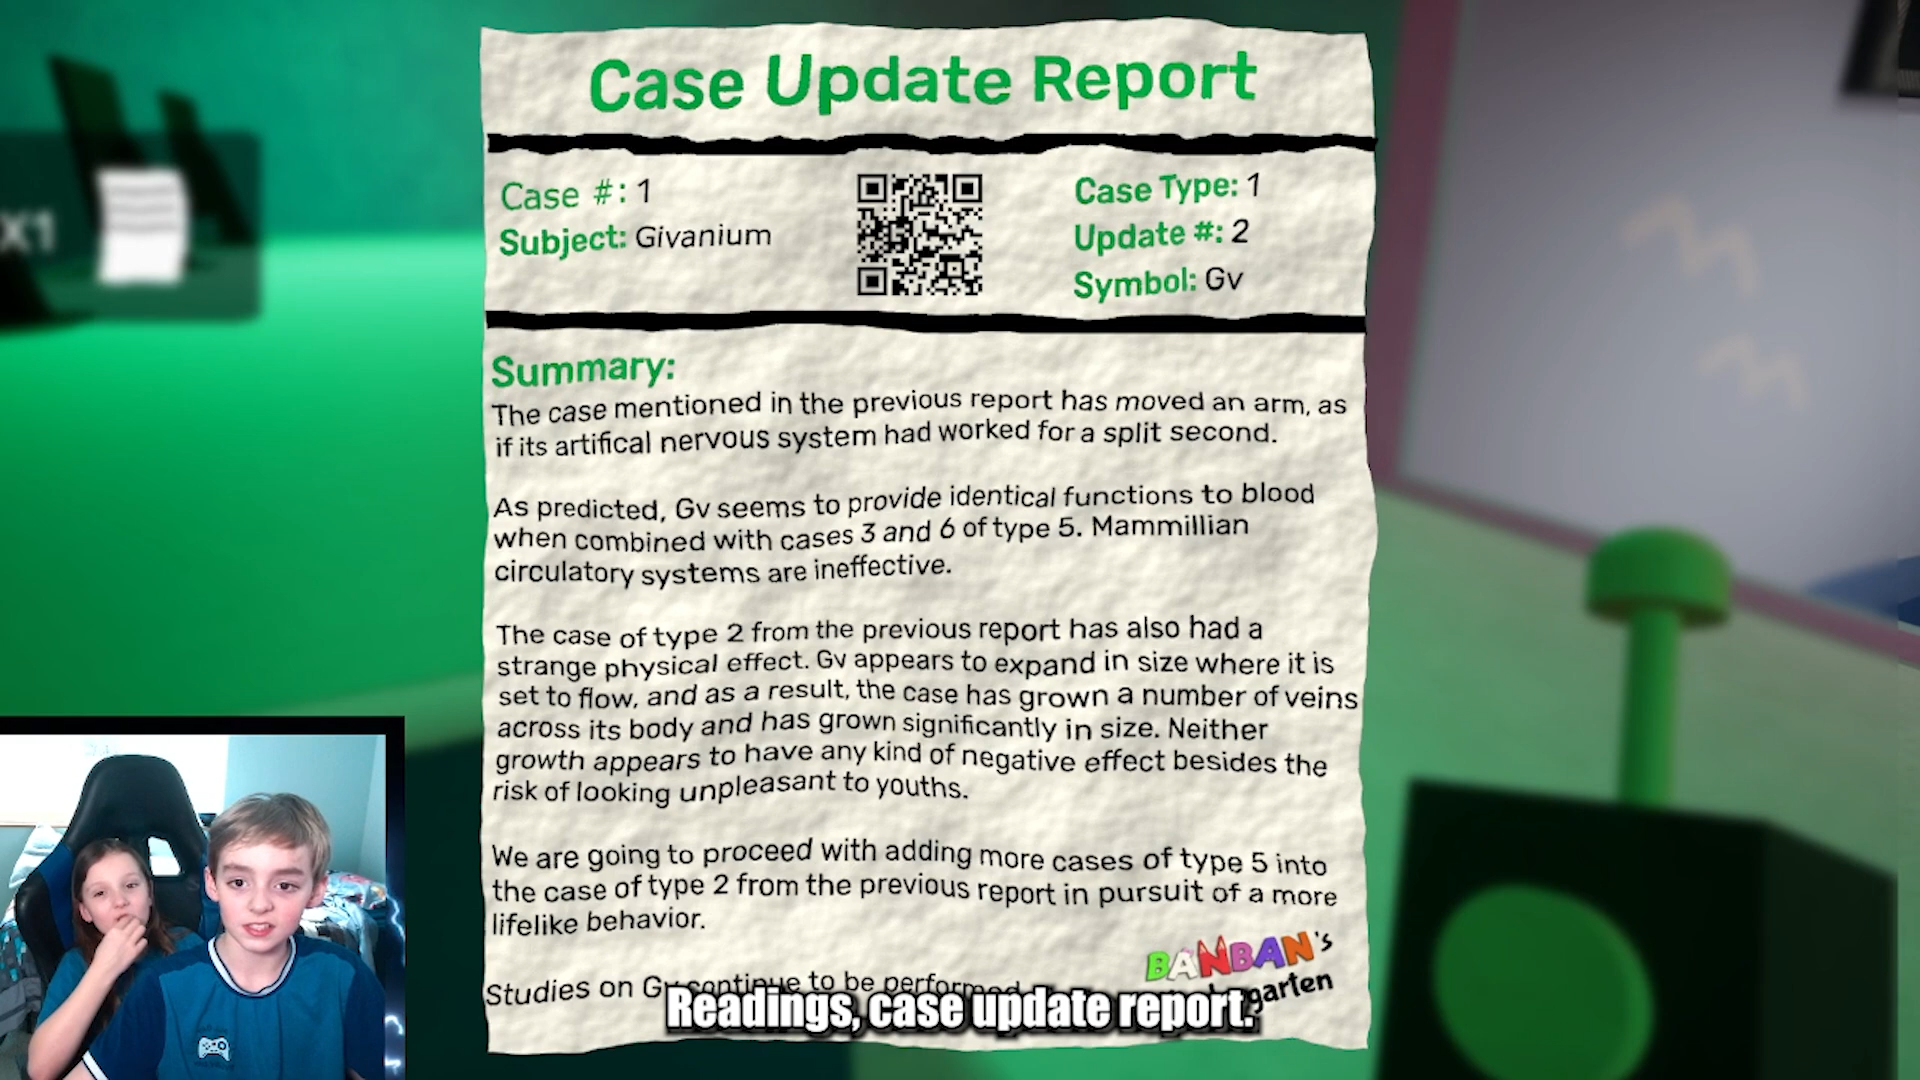 Case Update Report
X1
Case #: 1
Subject: Givanium
Case Type: 1
Update #: 2
Symbol: Gv
Summary:
The case mentioned in the previous report has moved an arm, as
if its artifical nervous system had worked for a split second.
As predicted, Gv seems to provide identical functions to blood
when combined with cases 3 and 6 of type 5. Mammillian
circulatory systems are ineffective.
The case of type 2 from the previous report has also had a
strange physical effect. Gv appears to expand in size where it is
set to flow, and as a result, the case has grown a number of veins
across its body and has grown significantly in size. Neither
growth appears to have any kind of negative effect besides the
risk of looking unpleasant to youths.
We are going to proceed with adding more cases of type 5 into
the case of type 2 from the previous report in pursuit of a more
lifelike behavior.
BANBAN's
Studies on Gv continue to be performed
Readings, case update report.